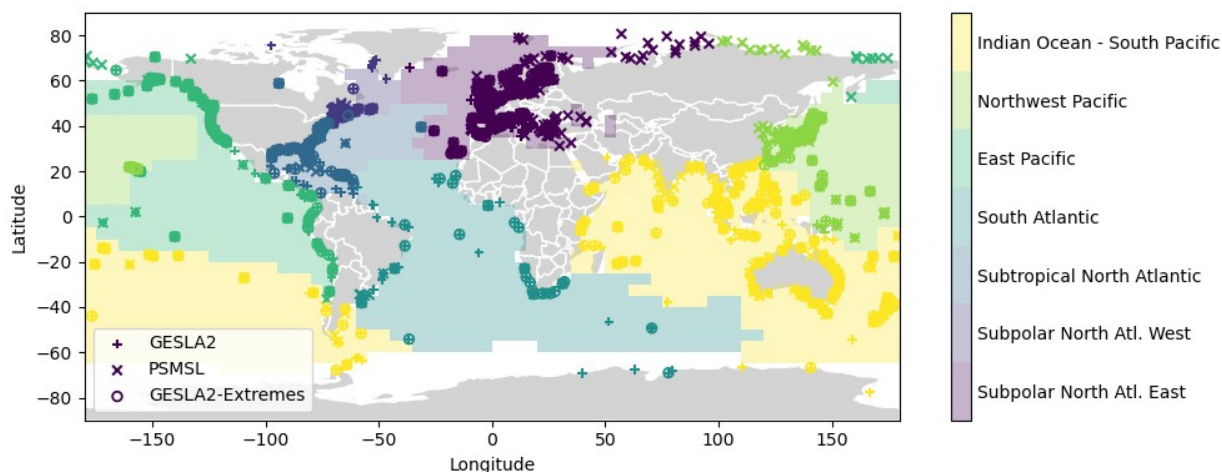 80
60
40
20
0
−20
−40
−60
−80
Latitude
−150
−100
−50
0
50
100
150
Longitude
GESLA2
PSMSL
GESLA2-Extremes
Indian Ocean - South Pacific
Northwest Pacific
East Pacific
South Atlantic
Subtropical North Atlantic
Subpolar North Atl. West
Subpolar North Atl. East